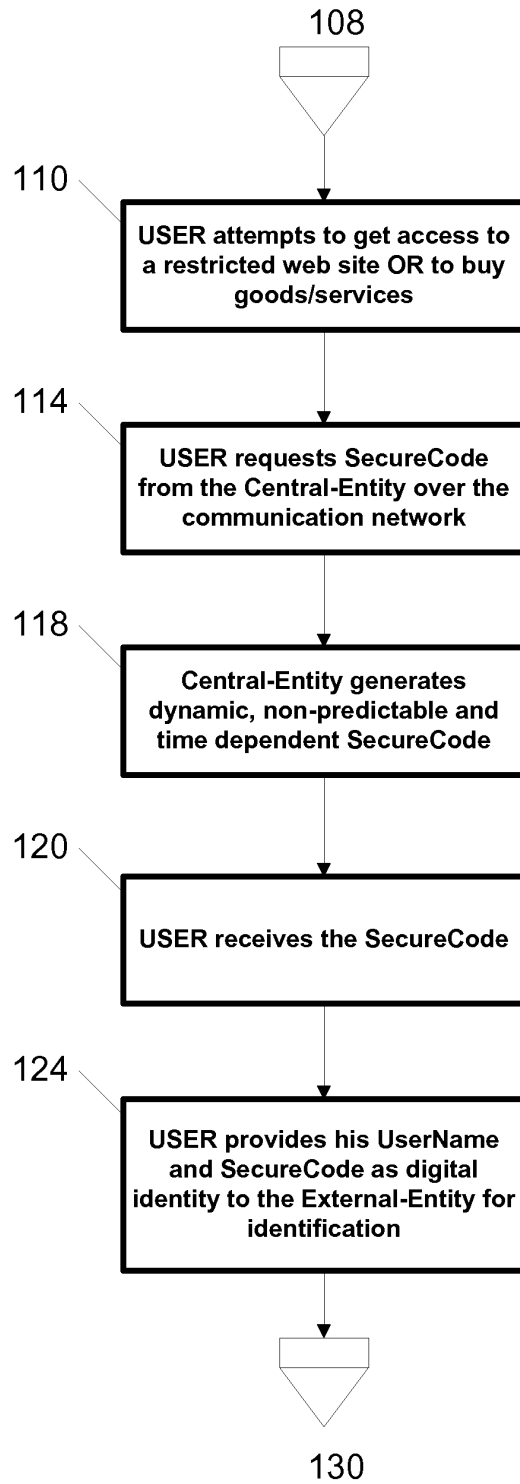 108
110
USER attempts to get access to
a restricted web site OR to buy
goods/services
114
USER requests SecureCode
from the Central-Entity over the
communication network
118
Central-Entity generates
dynamic, non-predictable and
time dependent SecureCode
120
USER receives the SecureCode
124
USER provides his UserName
and SecureCode as digital
identity to the External-Entity for
identification
130